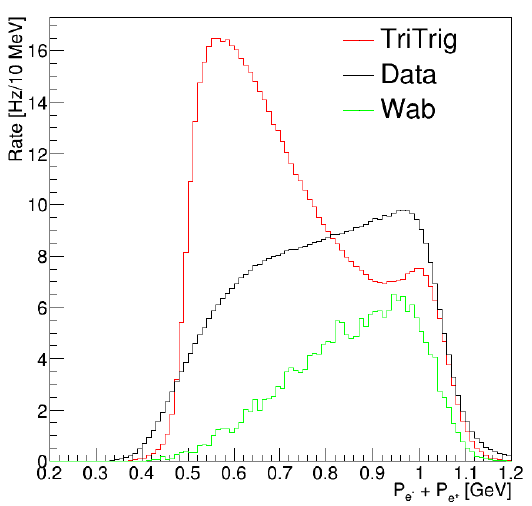 Rate [Hz/10 MeV]
TriTrig
Data
Wab
16
14
12
10
8
6
4
2
0
0.2 0.3 0.4 0.5 0.6 0.7 0.8 0.9 1 1.1 1.2
P_e⁻ + P_e⁺ [GeV]